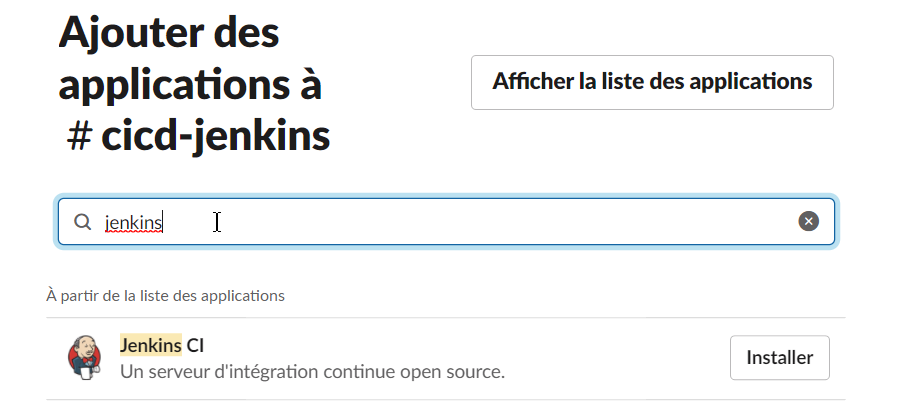 Ajouter des
applications à
# cicd-jenkins
Afficher la liste des applications
jenkins
À partir de la liste des applications
Jenkins CI
Un serveur d'intégration continue open source.
Installer